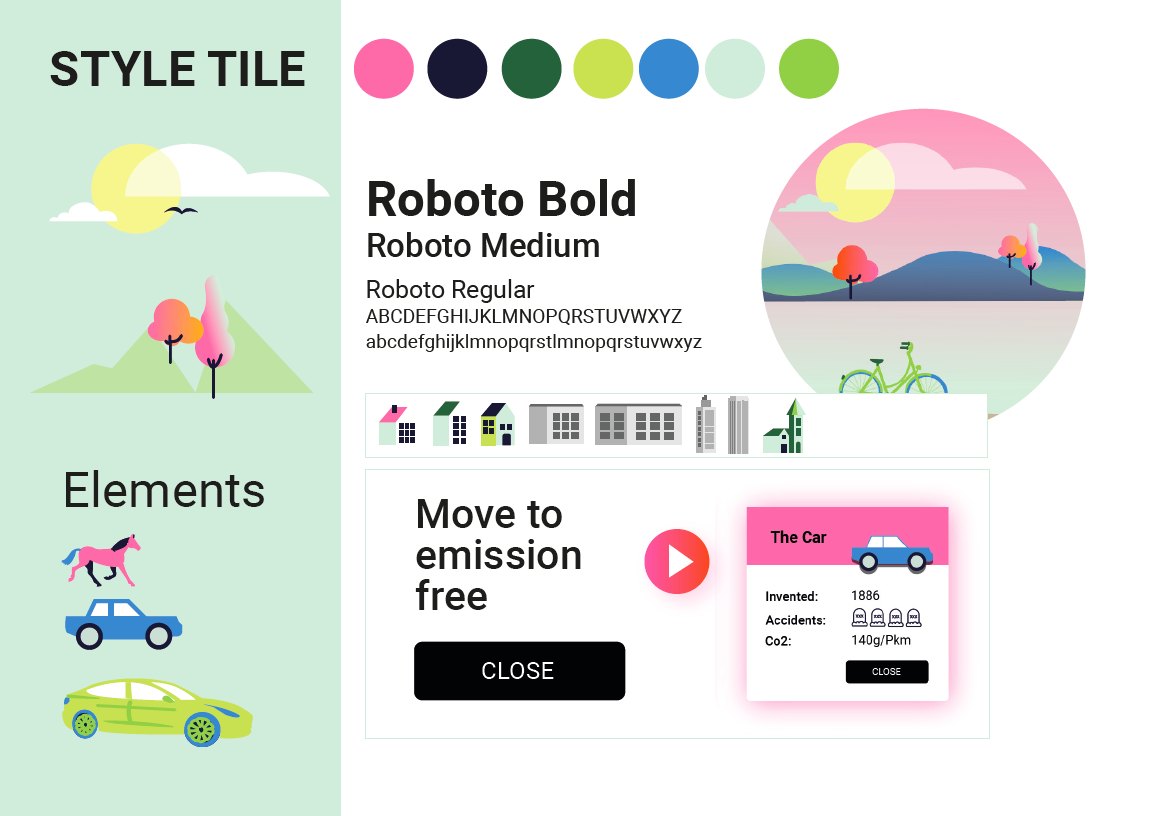 STYLE TILE
Roboto Bold
Roboto Medium
Roboto Regular
ABCDEFGHIJKLMNOPQRSTUVWXYZ
abcdefghijklmnopqrstlmnopqrstuvwxyz
Elements
Move to
emission
free
CLOSE
The Car
Invented: 1886
Accidents:
Co2: 140g/Pkm
CLOSE